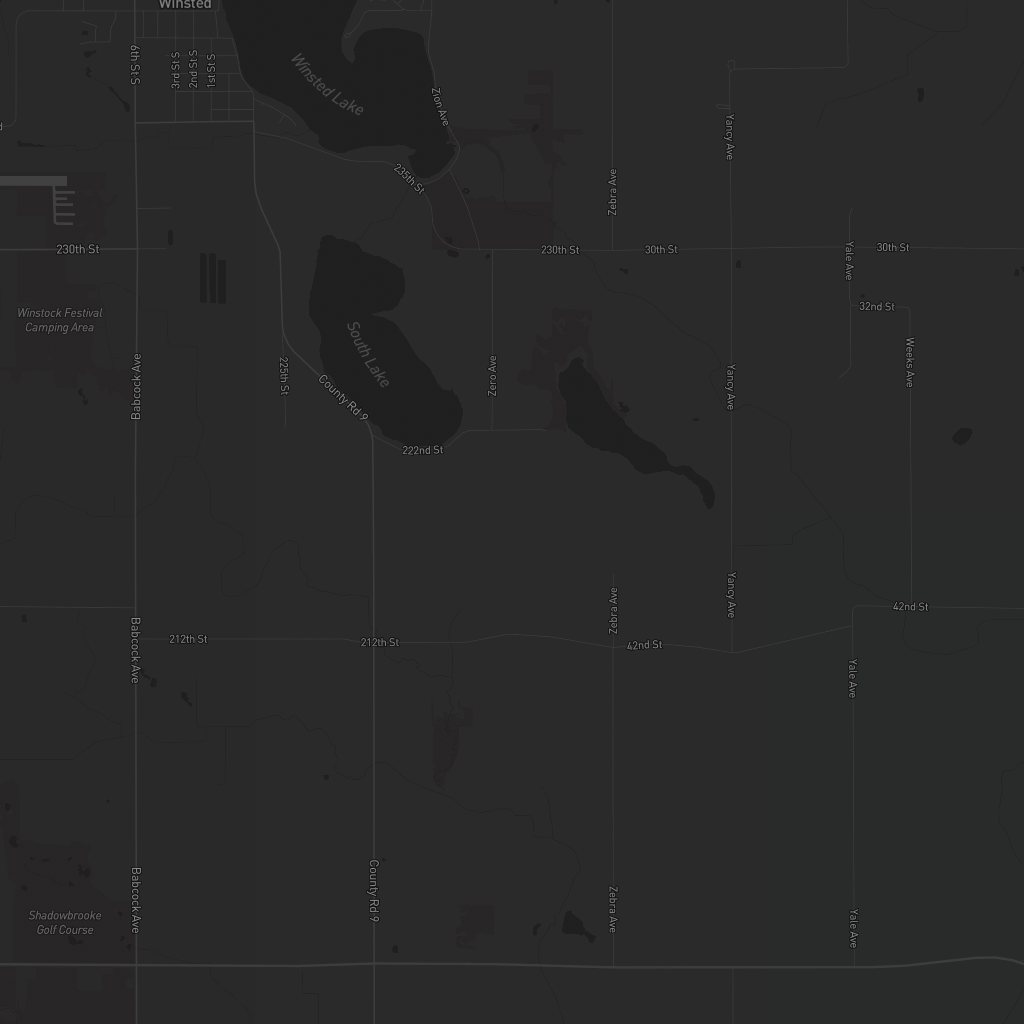 Winsted
6th St S
3rd St S
2nd St S
1st St S
Winsted Lake
Zion Ave
Yancy Ave
235th St
Zebra Ave
230th St
230th St
30th St
Yale Ave
30th St
32nd St
Winstock Festival
Camping Area
Babcock Ave
225th St
County Rd 9
South Lake
Zero Ave
Yancy Ave
Weeks Ave
222nd St
Zebra Ave
Yancy Ave
42nd St
Babcock Ave
212th St
212th St
42nd St
Yale Ave
Shadowbrooke
Golf Course
Babcock Ave
County Rd 9
Zebra Ave
Yale Ave